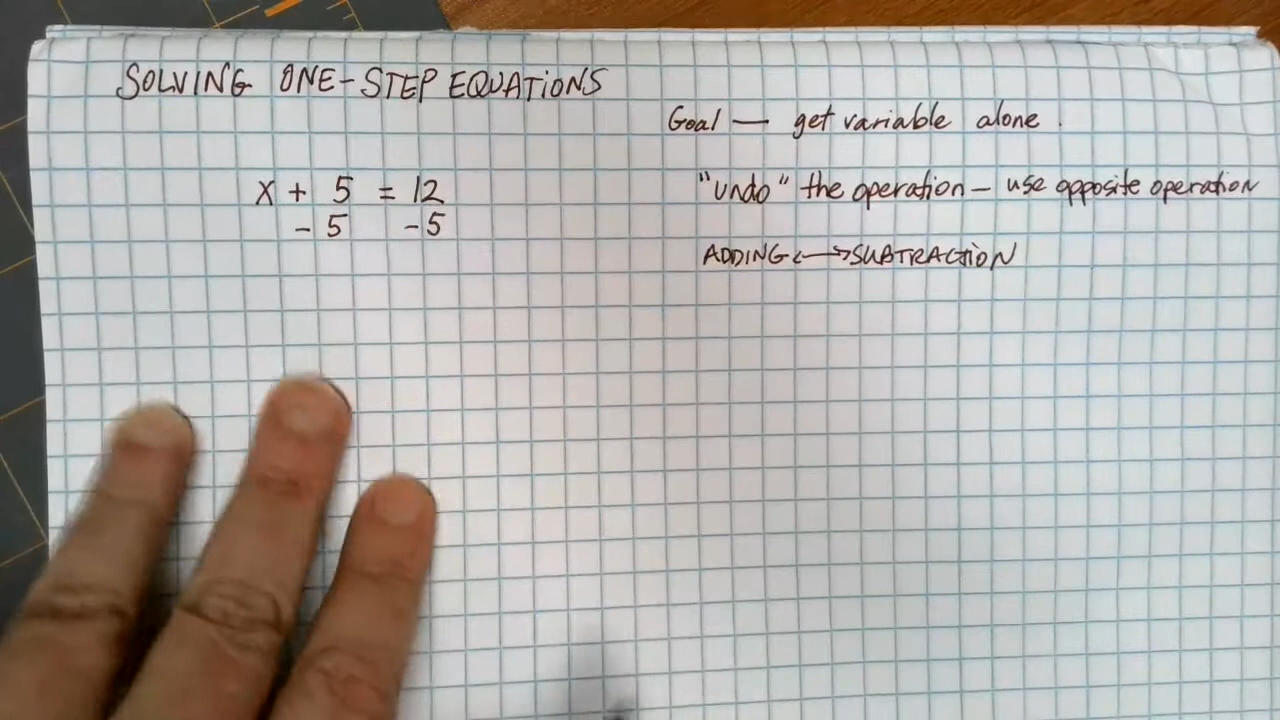 SOLVING ONE-STEP EQUATIONS
Goal — get variable alone.
x + 5 = 12
- 5 -5
"undo" the operation - use opposite operation
ADDING <-> SUBTRACTION